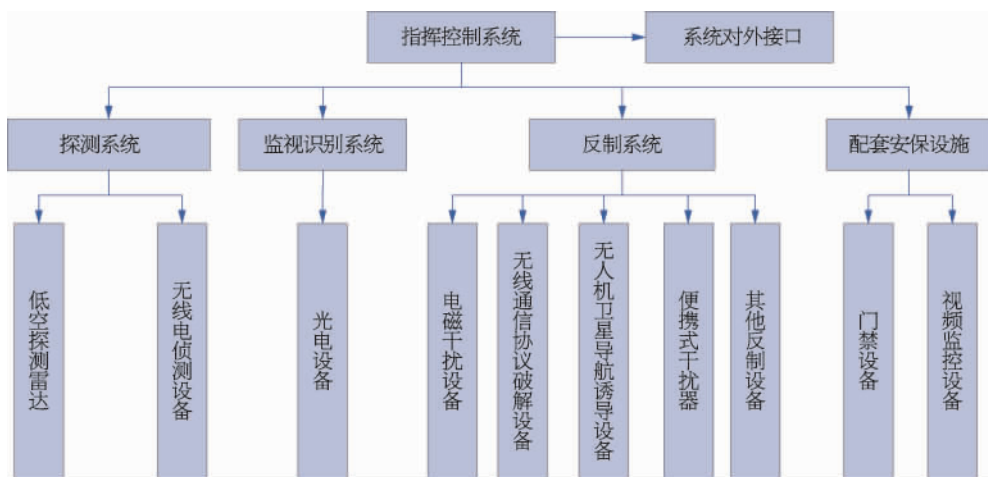 指挥控制系统
系统对外接口
探测系统
监视识别系统
反制系统
配套安保设施
低空探测雷达
无线电侦测设备
光电设备
电磁干扰设备
无线通信协议破解设备
无人机卫星导航诱导设备
便携式干扰器
其他反制设备
门禁设备
视频监控设备